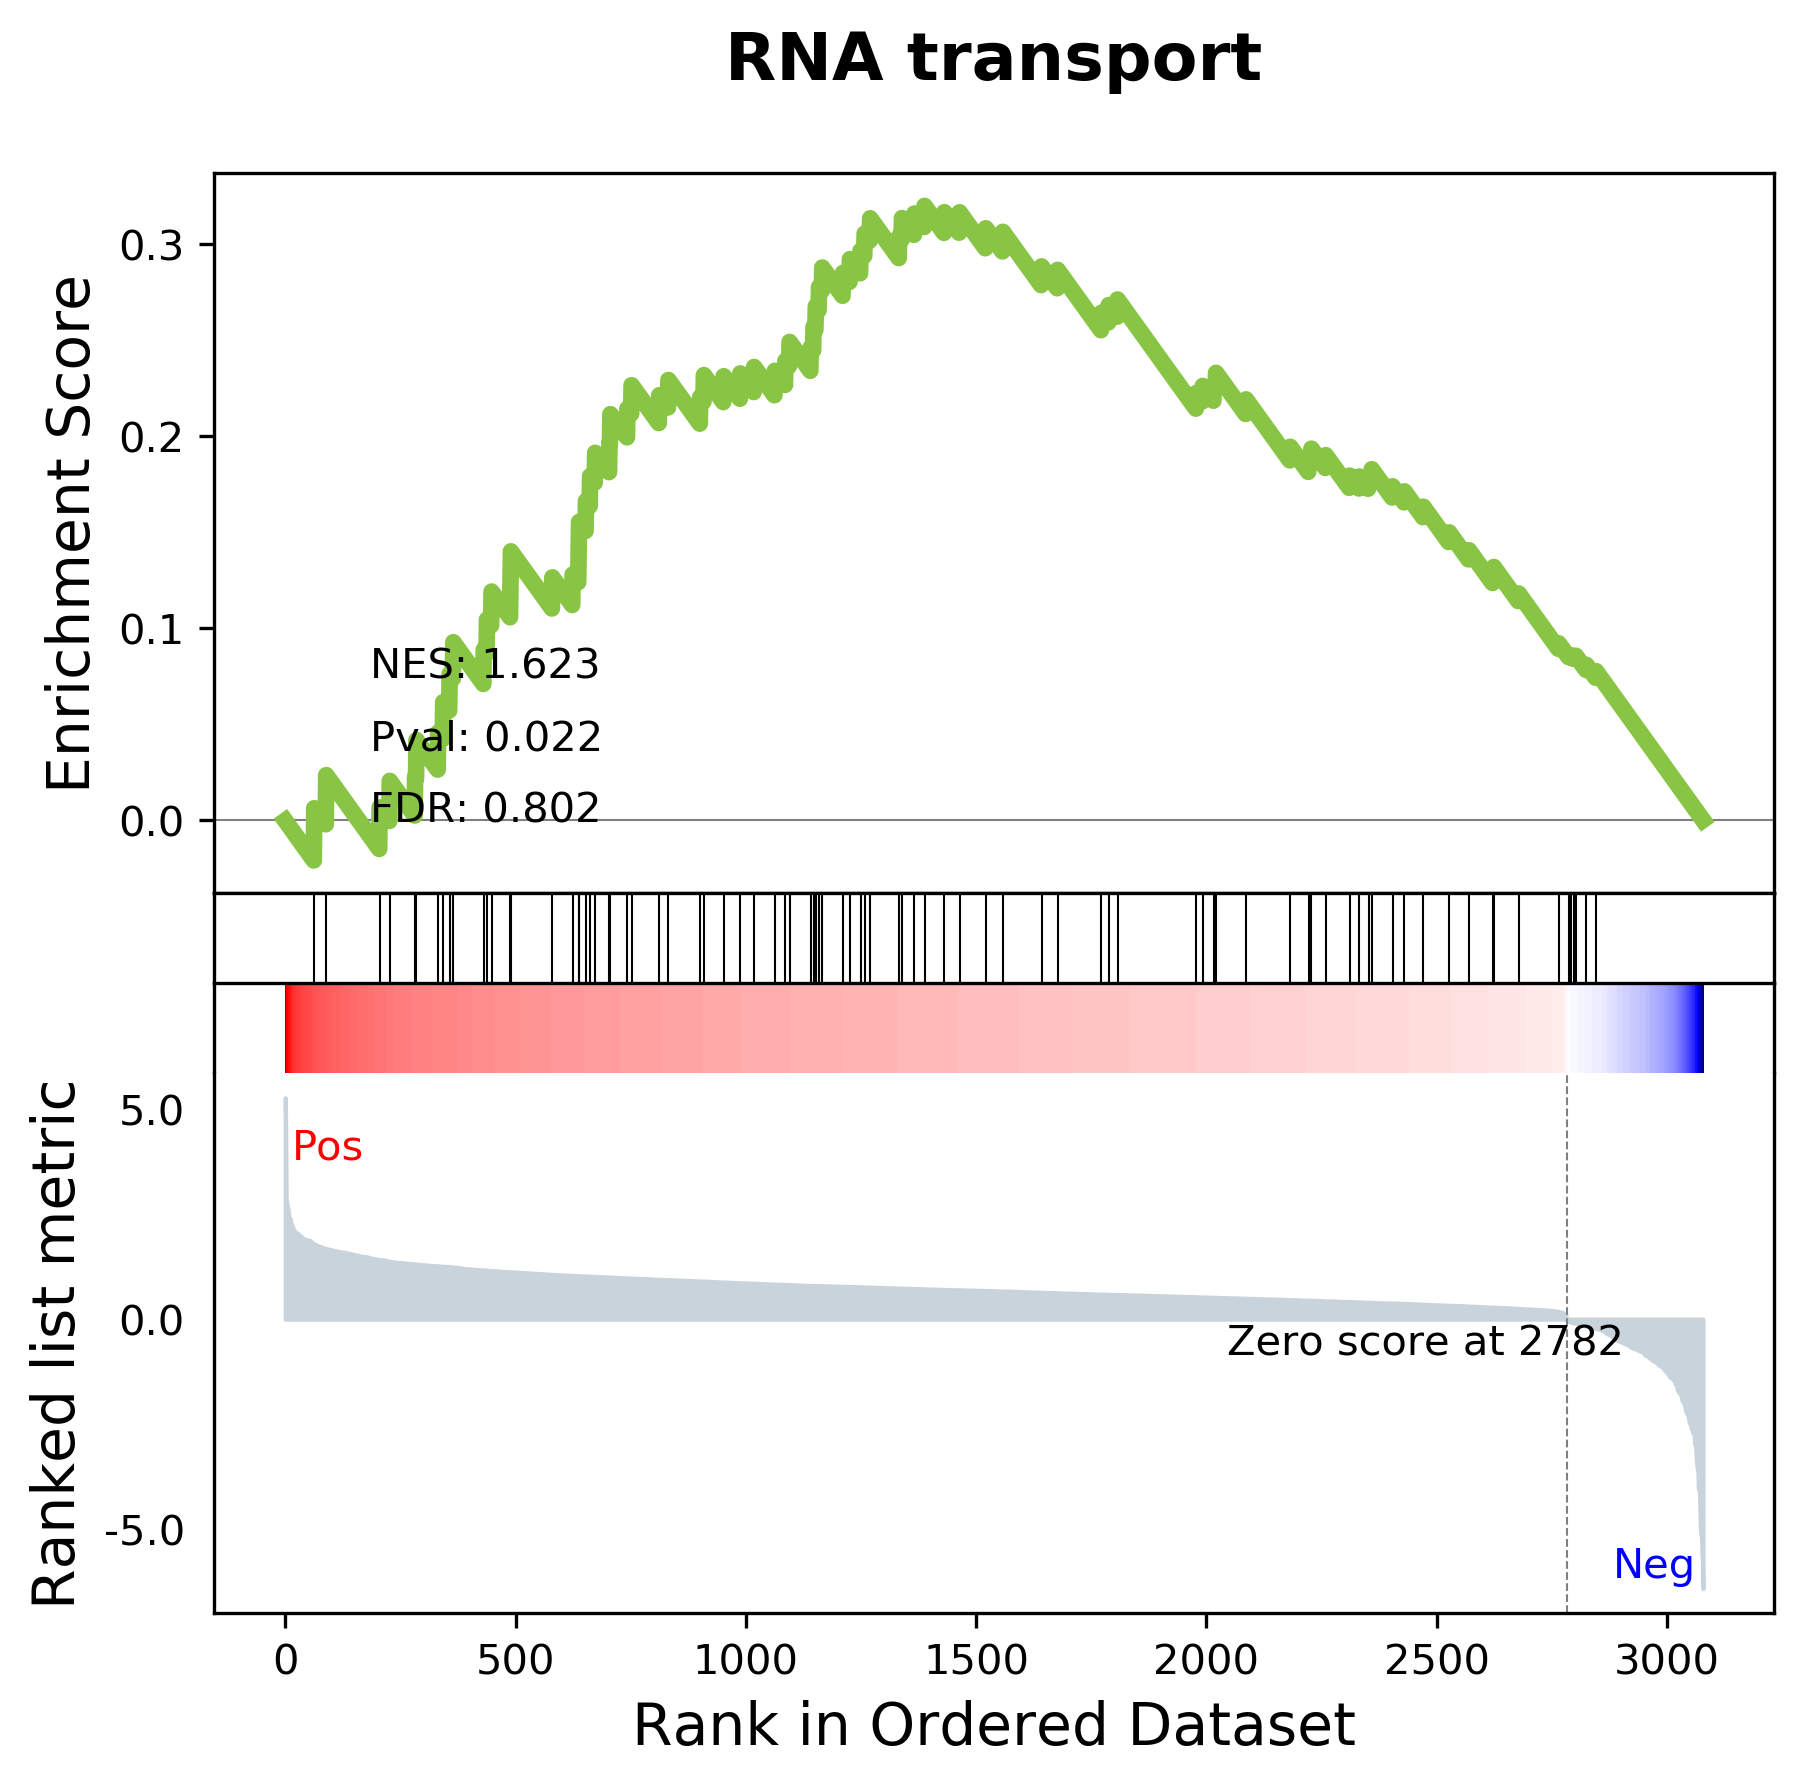 RNA transport
Enrichment Score
0.3
0.2
0.1
0.0
NES: 1.623
Pval: 0.022
FDR: 0.802
Ranked list metric
5.0
0.0
-5.0
Pos
Zero score at 2782
Neg
0 500 1000 1500 2000 2500 3000
Rank in Ordered Dataset